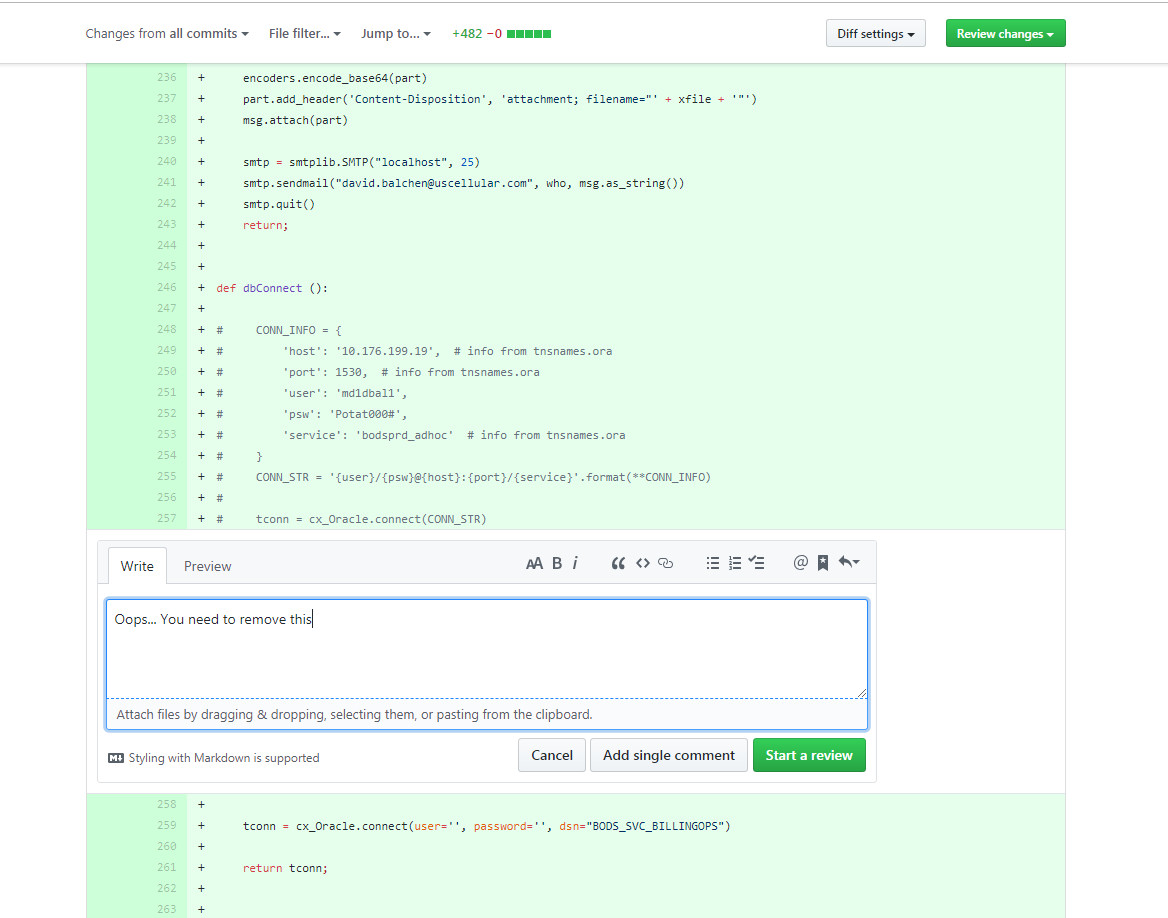 Changes from all commits File filter... Jump to... +482 −0 Diff settings Review changes
236 + encoders.encode_base64(part)
237 + part.add_header('Content-Disposition', 'attachment; filename="' + xfile + '"')
238 + msg.attach(part)
239 +
240 + smtp = smtplib.SMTP("localhost", 25)
241 + smtp.sendmail("david.balchen@uscellular.com", who, msg.as_string())
242 + smtp.quit()
243 + return;
244 +
245 +
246 + def dbConnect ():
247 +
248 + # CONN_INFO = {
249 + # 'host': '10.176.199.19', # info from tnsnames.ora
250 + # 'port': 1530, # info from tnsnames.ora
251 + # 'user': 'md1dbal1',
252 + # 'psw': 'Potat000#',
253 + # 'service': 'bodsprd_adhoc' # info from tnsnames.ora
254 + # }
255 + # CONN_STR = '{user}/{psw}@{host}:{port}/{service}'.format(**CONN_INFO)
256 + #
257 + # tconn = cx_Oracle.connect(CONN_STR)
Write Preview AA B i
Oops... You need to remove this
Attach files by dragging & dropping, selecting them, or pasting from the clipboard.
Styling with Markdown is supported Cancel Add single comment Start a review
258 +
259 + tconn = cx_Oracle.connect(user='', password='', dsn="BODS_SVC_BILLINGOPS")
260 +
261 + return tconn;
262 +
263 +